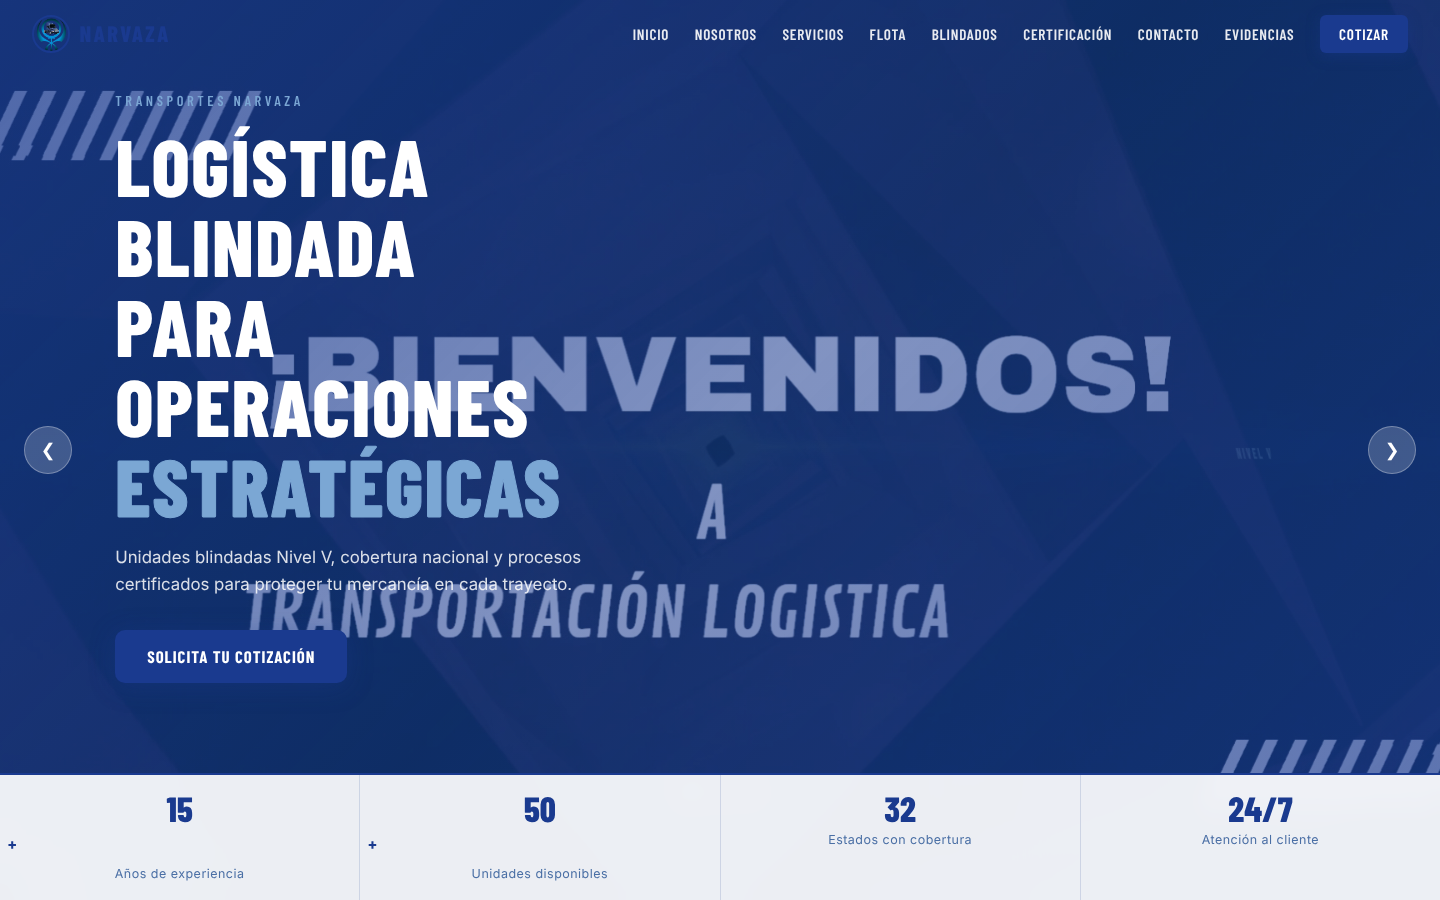 NARVAZA
INICIO NOSOTROS SERVICIOS FLOTA BLINDADOS CERTIFICACIÓN CONTACTO EVIDENCIAS COTIZAR
TRANSPORTES NARVAZA
LOGÍSTICA
BLINDADA
PARA
OPERACIONES
ESTRATÉGICAS
¡BIENVENIDOS!
A
TRANSPORTACIÓN LOGISTICA
NIVEL V
Unidades blindadas Nivel V, cobertura nacional y procesos
certificados para proteger tu mercancía en cada trayecto.
SOLICITA TU COTIZACIÓN
15
+
Años de experiencia
50
+
Unidades disponibles
32
Estados con cobertura
24/7
Atención al cliente